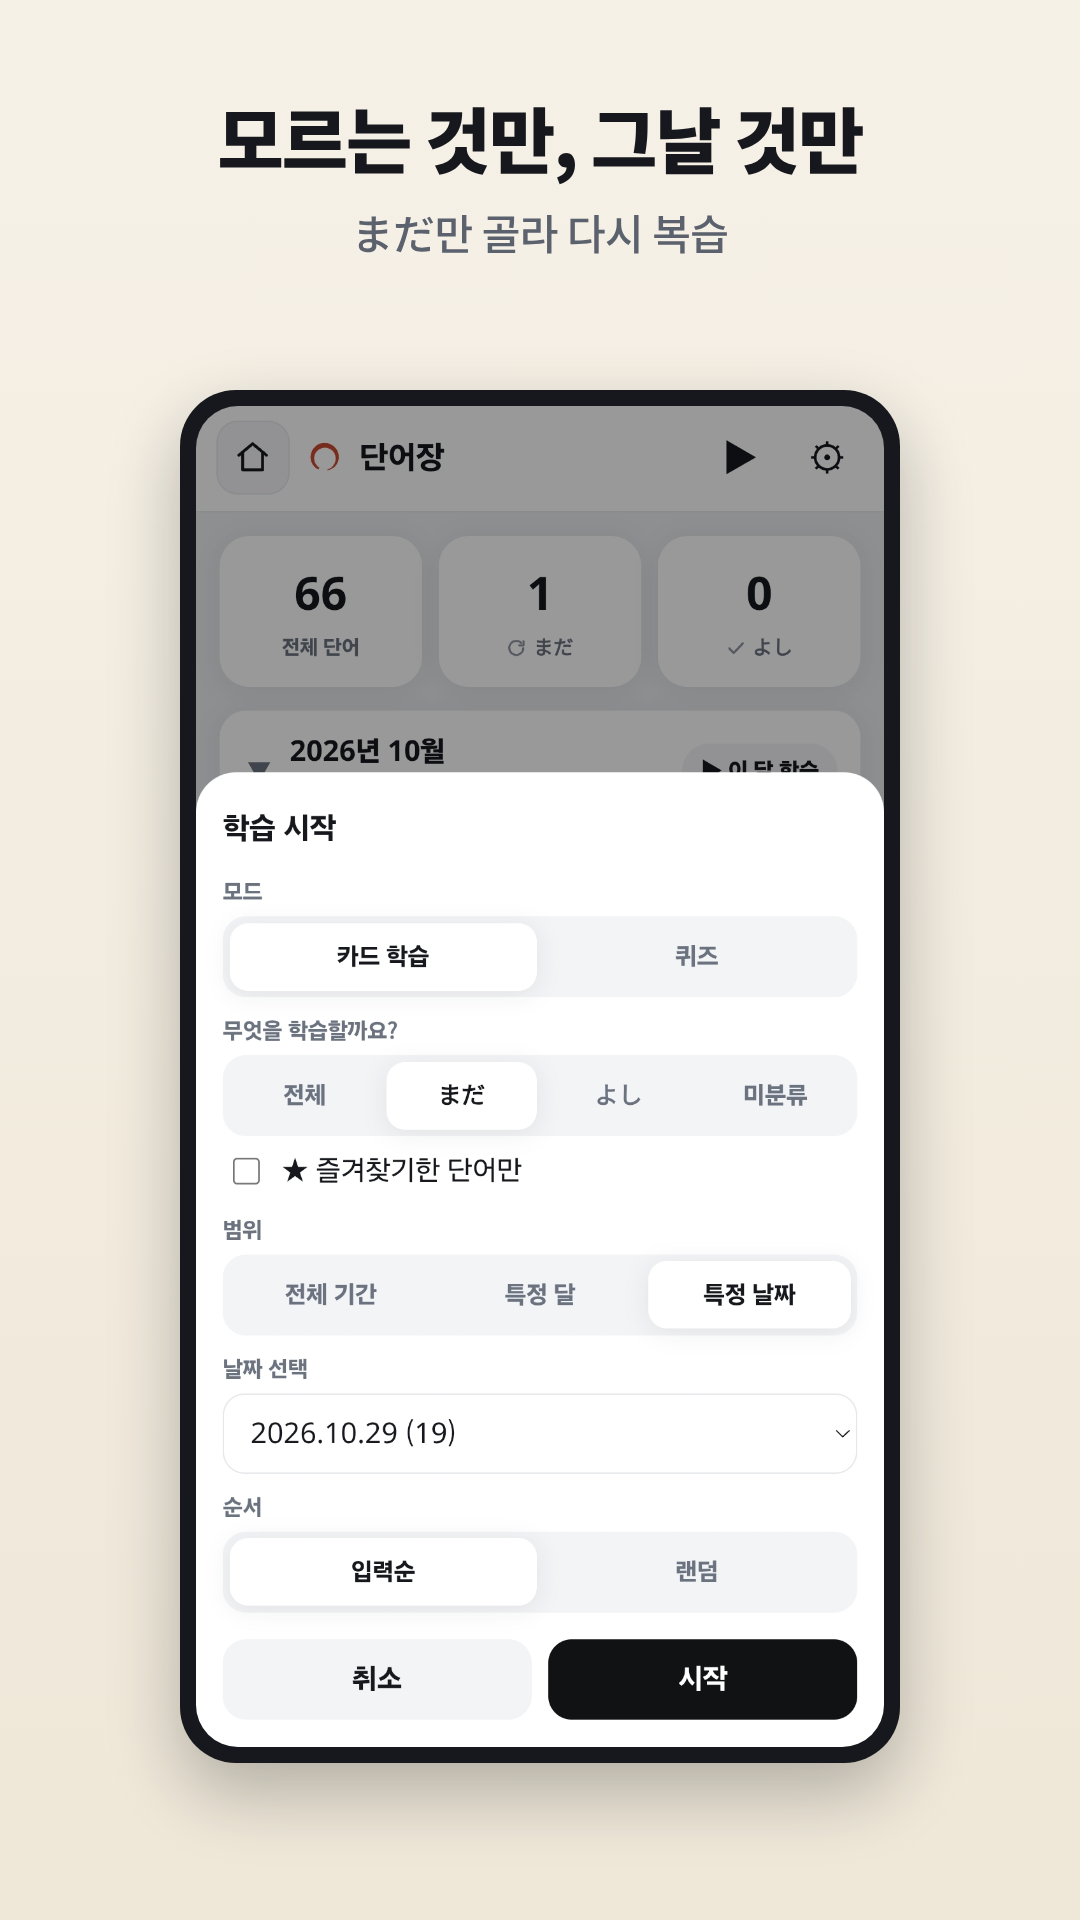 모르는 것만, 그날 것만
まだ만 골라 다시 복습
단어장
66
전체 단어
1
まだ
0
よし
2026년 10월
▶ 이 달 학습
학습 시작
모드
카드 학습
퀴즈
무엇을 학습할까요?
전체
まだ
よし
미분류
★ 즐겨찾기한 단어만
범위
전체 기간
특정 달
특정 날짜
날짜 선택
2026.10.29 (19)
순서
입력순
랜덤
취소
시작